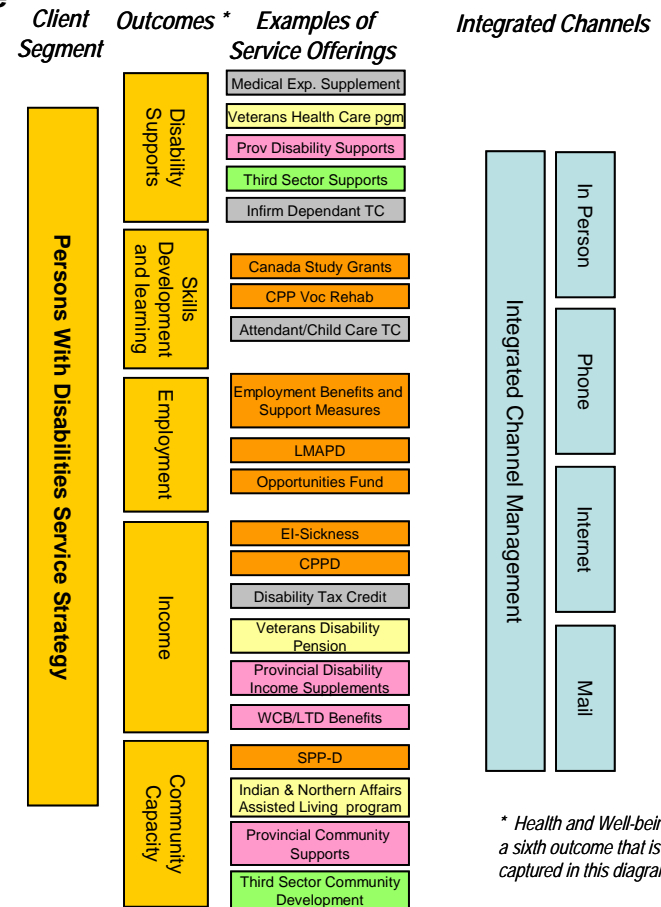 Client
Segment
Outcomes *
Examples of
Service Offerings
Integrated Channels
Persons With Disabilities Service Strategy
Disability
Supports
Medical Exp. Supplement
Veterans Health Care pgm
Prov Disability Supports
Third Sector Supports
Infirm Dependant TC
Skills
Development
and learning
Canada Study Grants
CPP Voc Rehab
Attendant/Child Care TC
Employment
Employment Benefits and
Support Measures
LMAPD
Opportunities Fund
Income
EI-Sickness
CPPD
Disability Tax Credit
Veterans Disability
Pension
Provincial Disability
Income Supplements
WCB/LTD Benefits
Community
Capacity
SPP-D
Indian & Northern Affairs
Assisted Living program
Provincial Community
Supports
Third Sector Community
Development
Integrated Channel Management
In Person
Phone
Internet
Mail
* Health and
a sixth outcome that is
captured in this